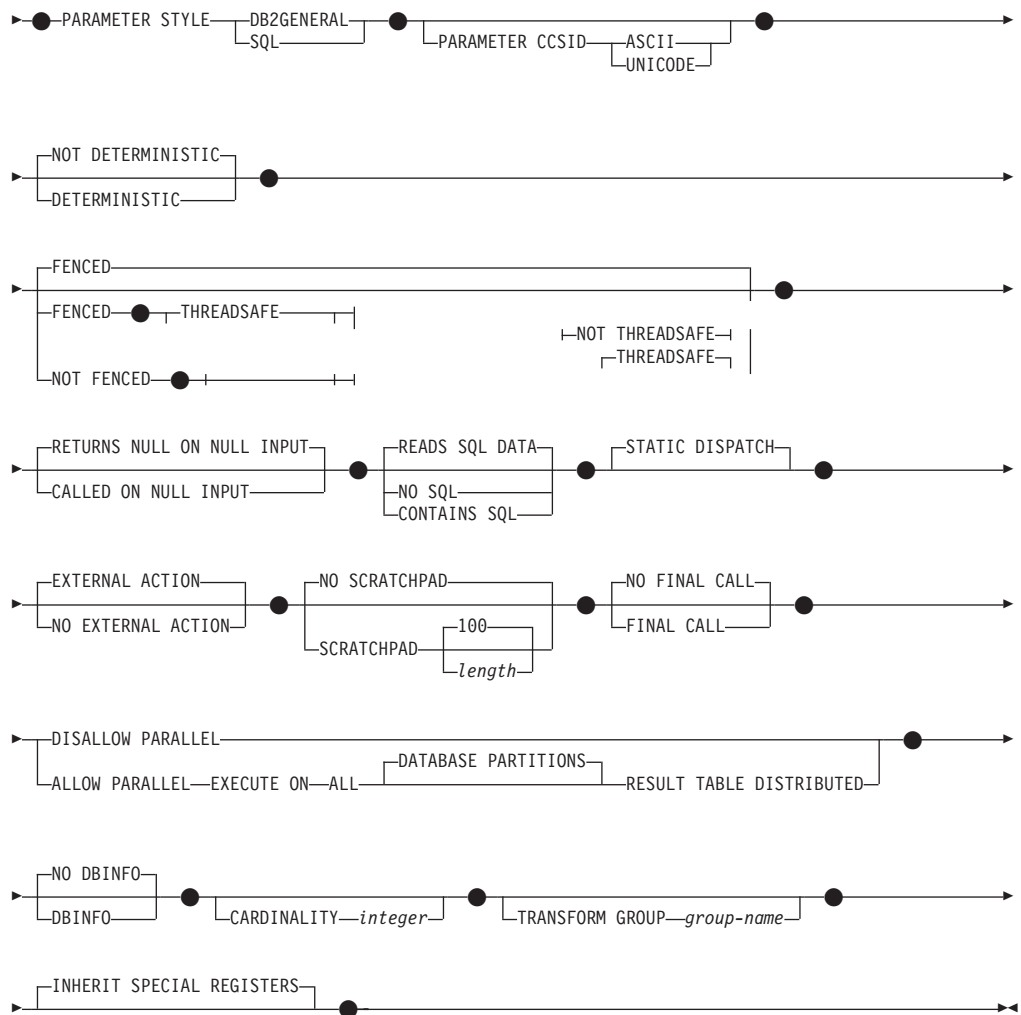 PARAMETER STYLE DB2GENERAL
SQL
PARAMETER CCSID ASCII
UNICODE
NOT DETERMINISTIC
DETERMINISTIC
FENCED
FENCED THREADSAFE
NOT THREADSAFE
THREADSAFE
NOT FENCED
RETURNS NULL ON NULL INPUT
CALLED ON NULL INPUT
READS SQL DATA
NO SQL
CONTAINS SQL
STATIC DISPATCH
EXTERNAL ACTION
NO EXTERNAL ACTION
NO SCRATCHPAD
SCRATCHPAD 100
length
NO FINAL CALL
FINAL CALL
DISALLOW PARALLEL
ALLOW PARALLEL EXECUTE ON ALL DATABASE PARTITIONS RESULT TABLE DISTRIBUTED
NO DBINFO
DBINFO
CARDINALITY integer
TRANSFORM GROUP group-name
INHERIT SPECIAL REGISTERS